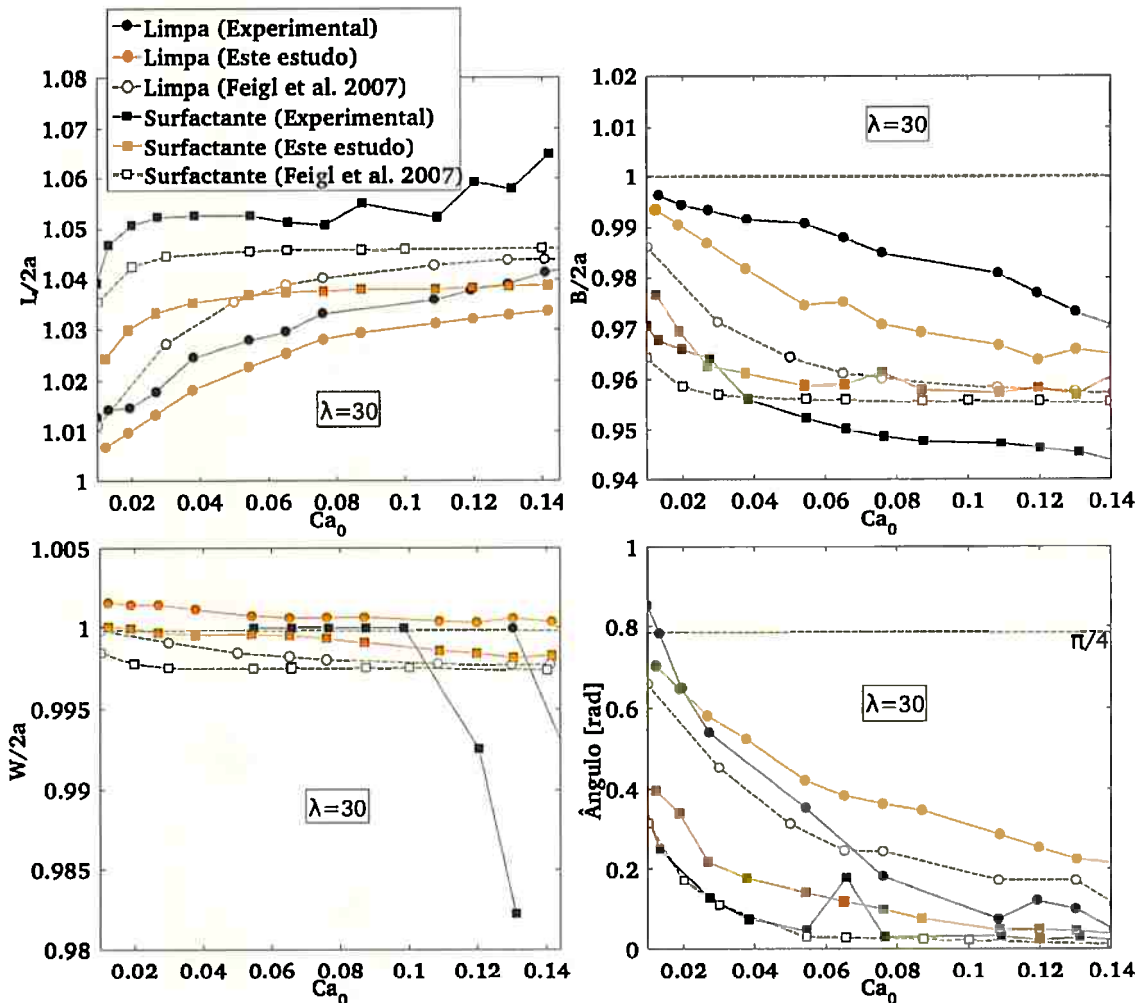 Limpa (Experimental)
Limpa (Este estudo)
Limpa (Feigl et al. 2007)
Surfactante (Experimental)
Surfactante (Este estudo)
Surfactante (Feigl et al. 2007)
1.08
1.07
1.06
1.05
1.04
1.03
1.02
1.01
1
L/2a
λ=30
0.02 0.04 0.06 0.08 0.1 0.12 0.14
Ca0
1.02
1.01
1
0.99
0.98
0.97
0.96
0.95
0.94
B/2a
λ=30
0.02 0.04 0.06 0.08 0.1 0.12 0.14
Ca0
1.005
1
0.995
0.99
0.985
0.98
W/2a
λ=30
0.02 0.04 0.06 0.08 0.1 0.12 0.14
Ca0
1
0.8
0.6
0.4
0.2
0
Ângulo [rad]
π/4
λ=30
0.02 0.04 0.06 0.08 0.1 0.12 0.14
Ca0